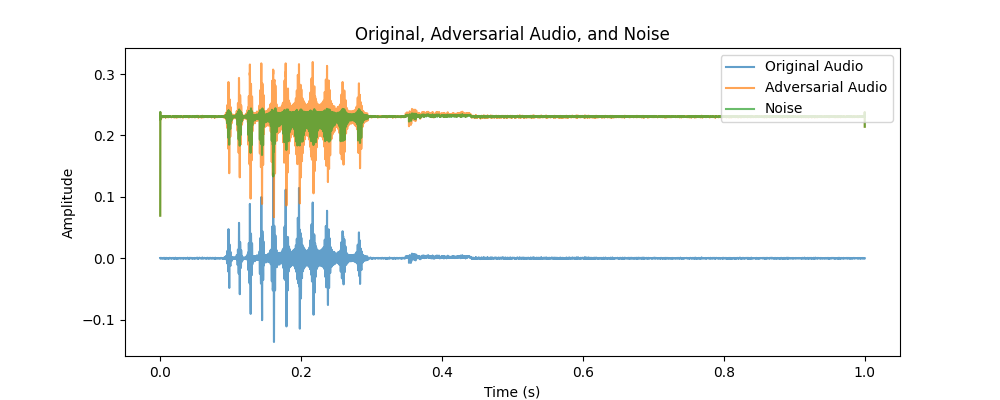 Original, Adversarial Audio, and Noise
Amplitude
0.3
0.2
0.1
0.0
−0.1
Original Audio
Adversarial Audio
Noise
0.0 0.2 0.4 0.6 0.8 1.0
Time (s)